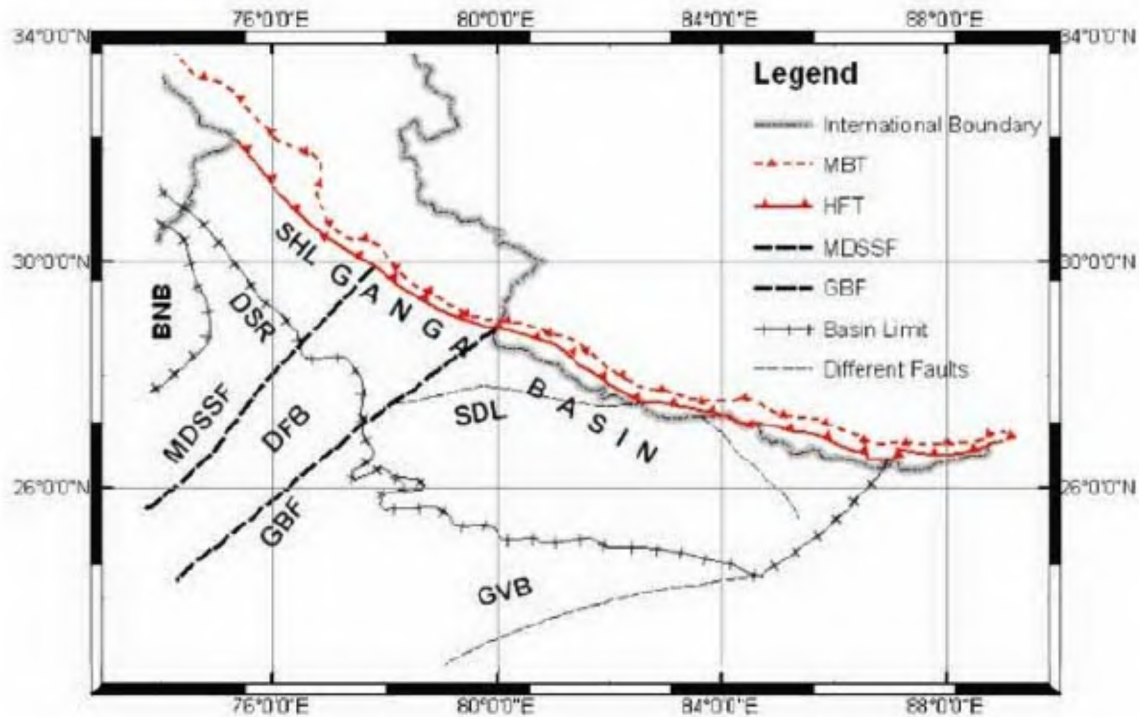 76°0'0"E 80°0'0"E 84°0'0"E 88°0'0"E
34°0'0"N 34°0'0"N
Legend
International Boundary
MBT
HFT
MDSSF
GBF
Basin Limit
Different Faults
30°0'0"N 30°0'0"N
SHL GANGA BASIN
BNB
DSR
MDSSF
DFB
SDL
GBF
26°0'0"N 26°0'0"N
GVB
76°0'0"E 80°0'0"E 84°0'0"E 88°0'0"E